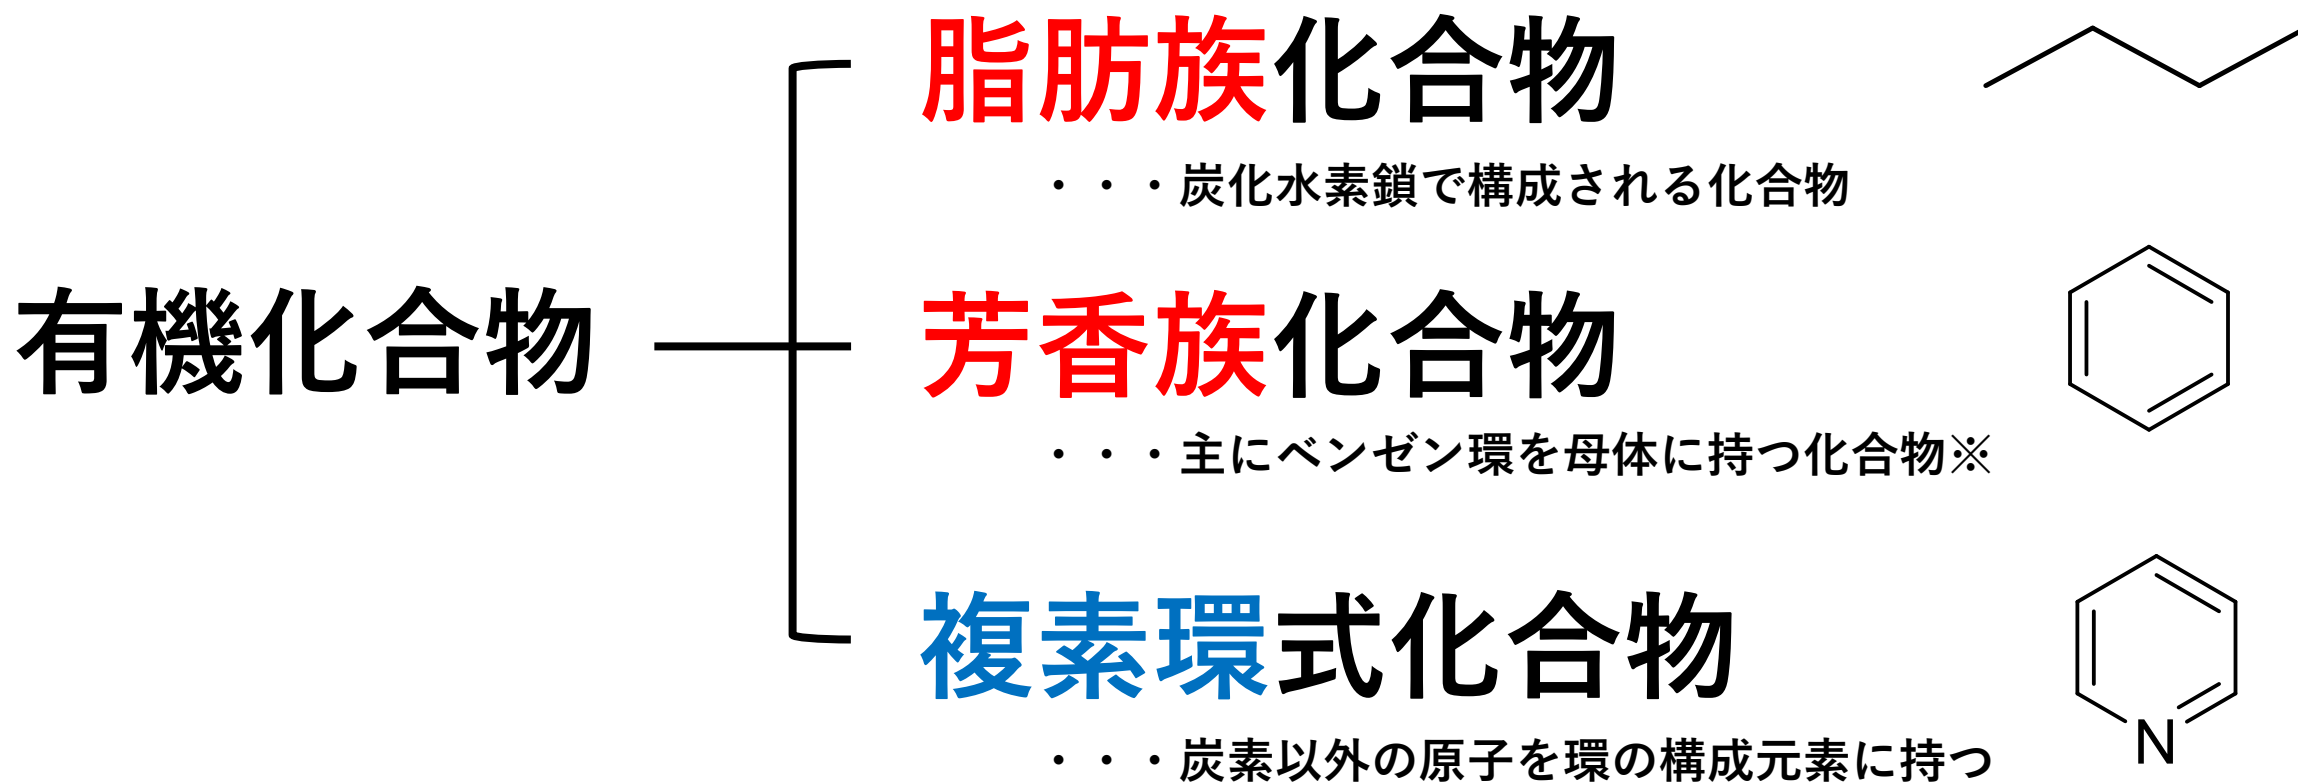 脂肪族化合物
・・・炭化水素鎖で構成される化合物
有機化合物
芳香族化合物
・・・主にベンゼン環を母体に持つ化合物※
複素環式化合物
・・・炭素以外の原子を環の構成元素に持つ
N